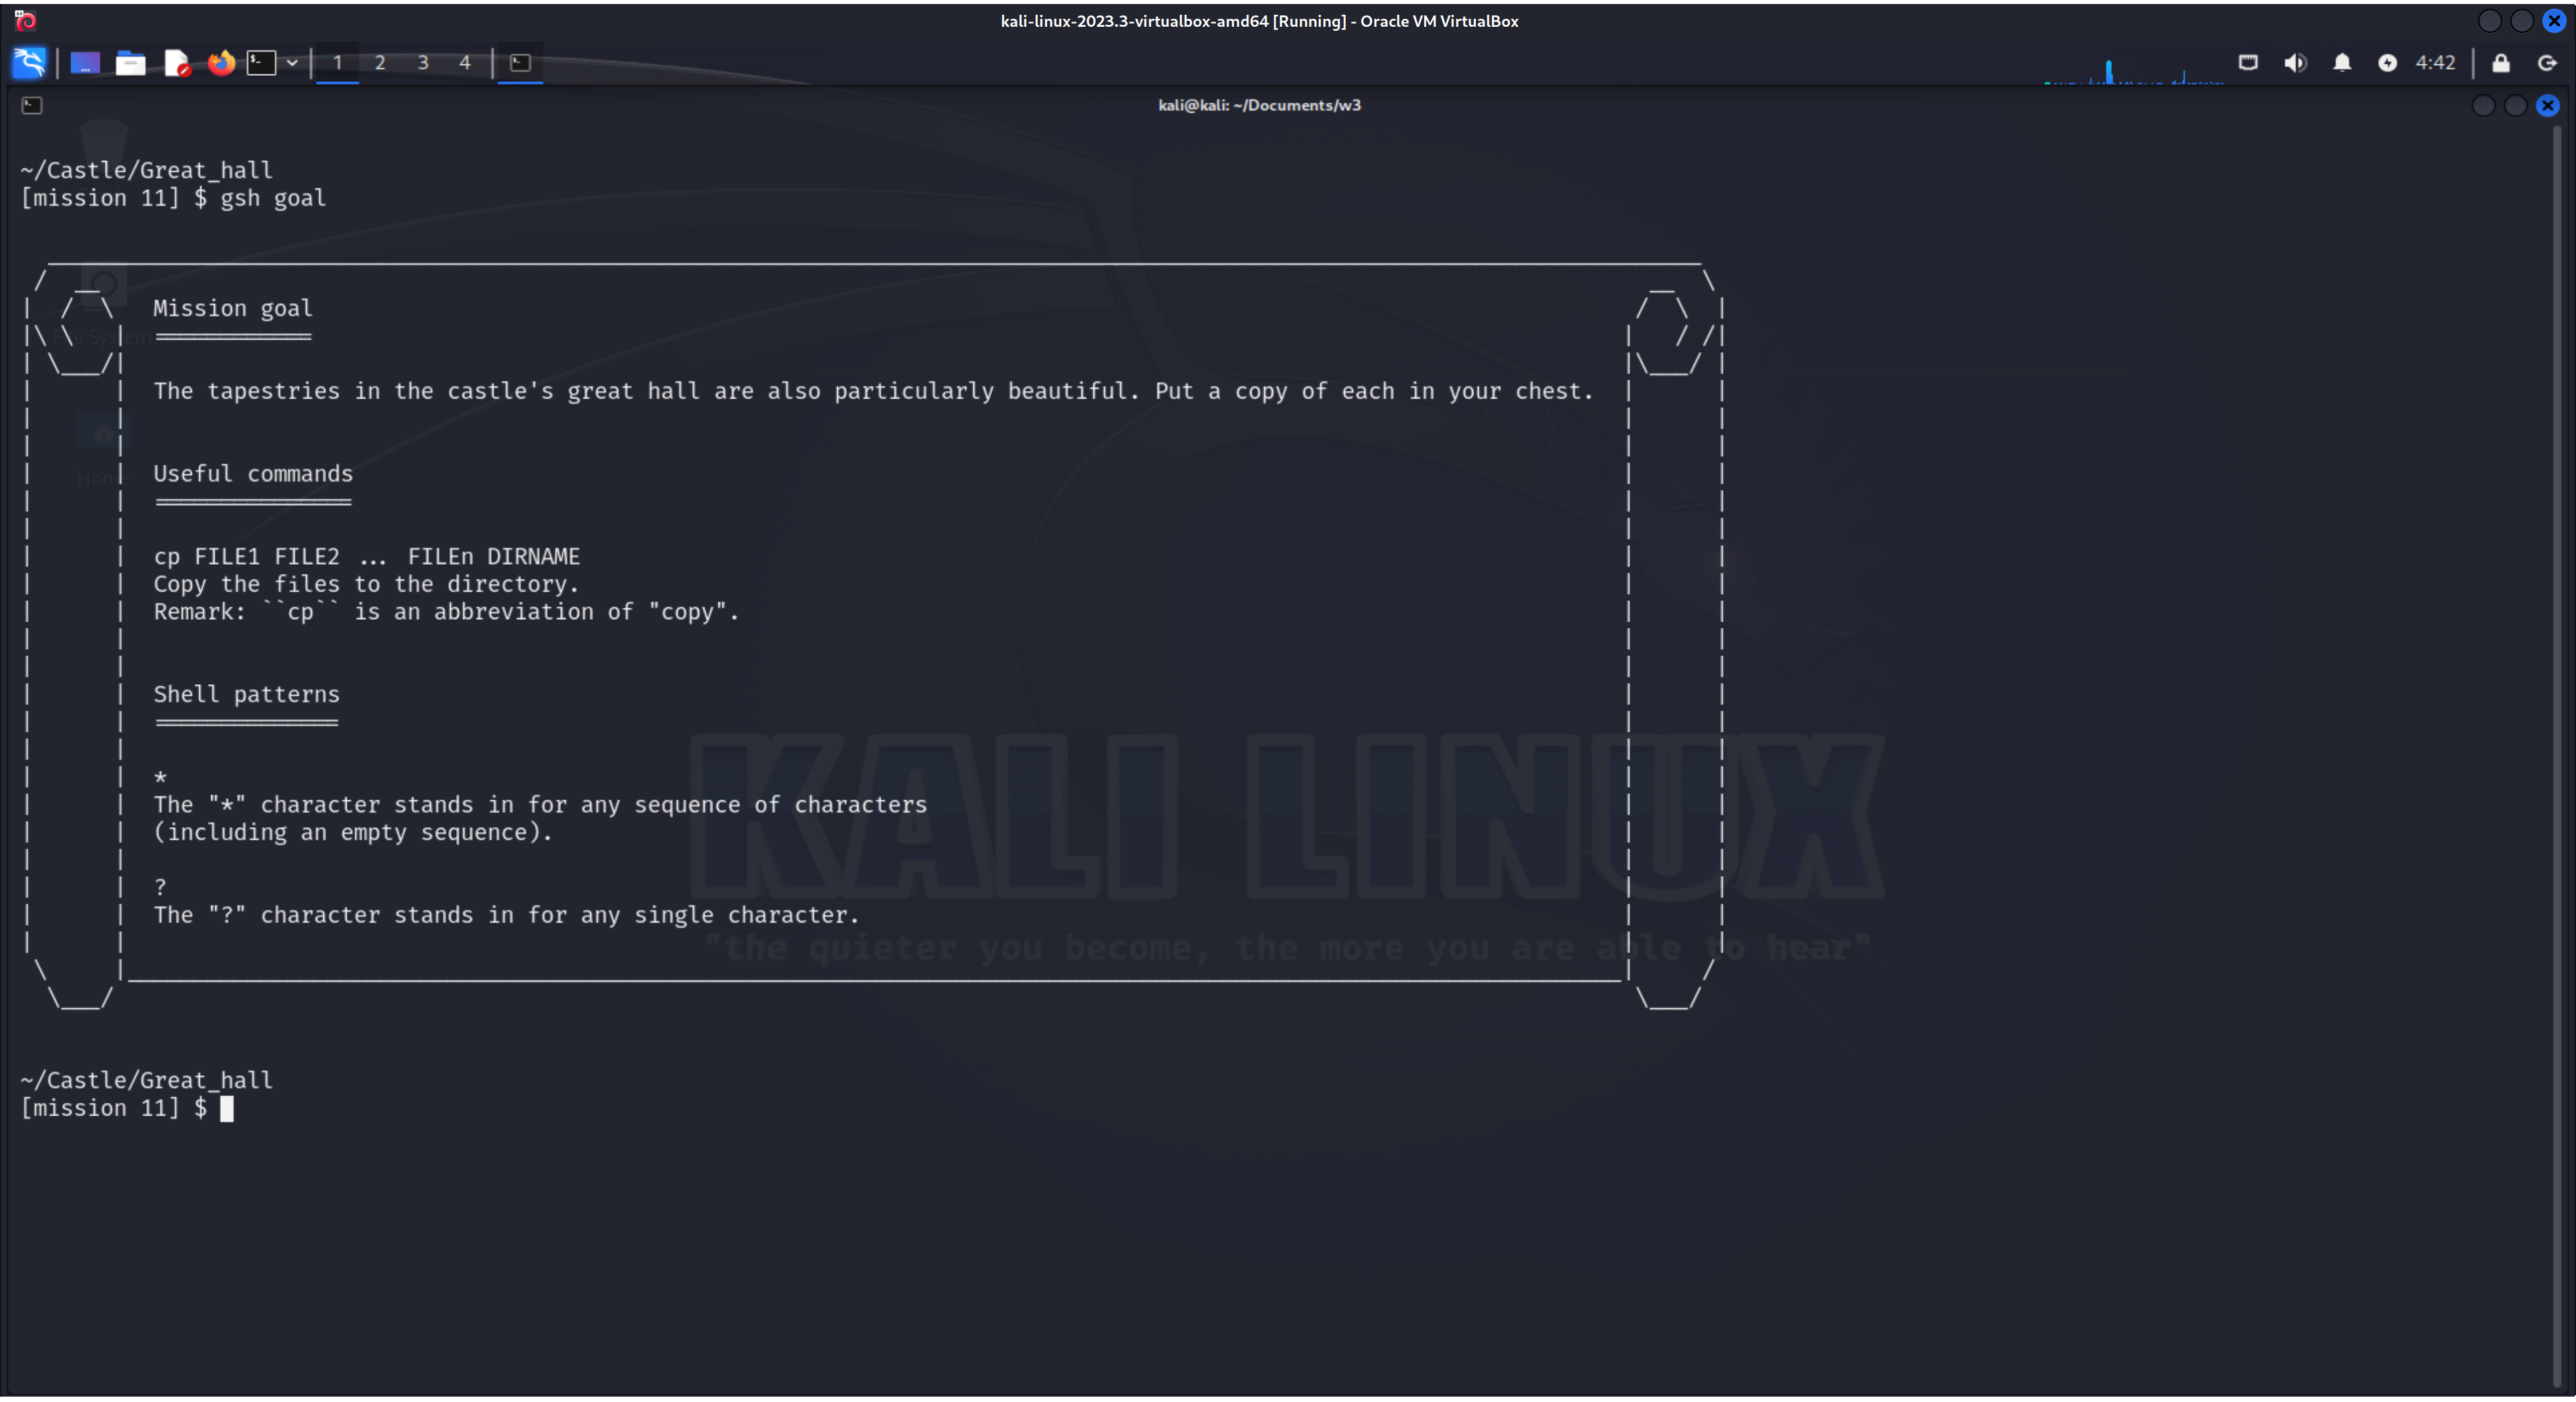 kali-linux-2023.3-virtualbox-amd64 [Running] - Oracle VM VirtualBox
1 2 3 4 4:42
kali@kali: ~/Documents/w3
~/Castle/Great_hall
[mission 11] $ gsh goal
Mission goal
============
File System
The tapestries in the castle's great hall are also particularly beautiful. Put a copy of each in your chest.
Useful commands
===============
Home
cp FILE1 FILE2 ... FILEn DIRNAME
Copy the files to the directory.
Remark: ``cp`` is an abbreviation of "copy".
Shell patterns
==============
*
The "*" character stands in for any sequence of characters
(including an empty sequence).
KALI LINUX
?
The "?" character stands in for any single character.
"the quieter you become, the more you are able to hear"
~/Castle/Great_hall
[mission 11] $